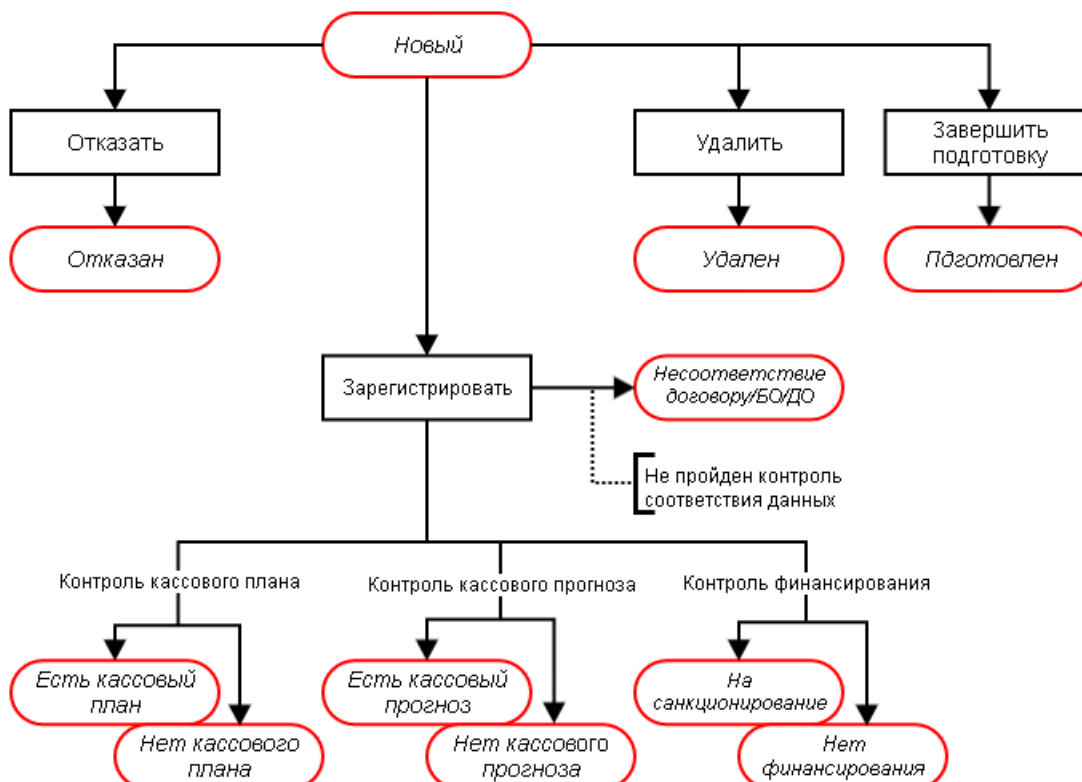 Новый
Отказать
Удалить
Завершить
подготовку
Отказан
Удален
Пдготовлен
Зарегистрировать
Несоответствие
договору/БО/ДО
Не пройден контроль
соответствия данных
Контроль кассового плана
Контроль кассового прогноза
Контроль финансирования
Есть кассовый
план
Нет кассового
плана
Есть кассовый
прогноз
Нет кассового
прогноза
На
санкционирование
Нет
финансирования